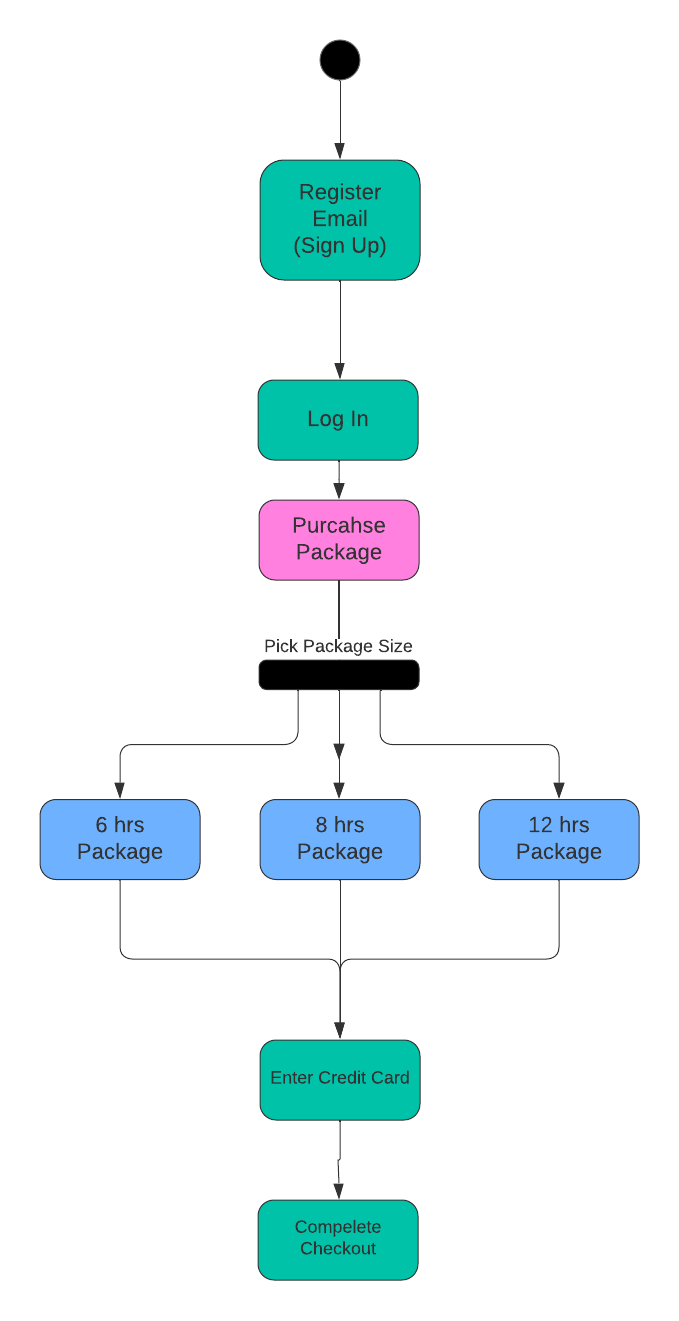 Register
Email
(Sign Up)
Log In
Purcahse
Package
Pick Package Size
6 hrs
Package
8 hrs
Package
12 hrs
Package
Enter Credit Card
Compelete
Checkout